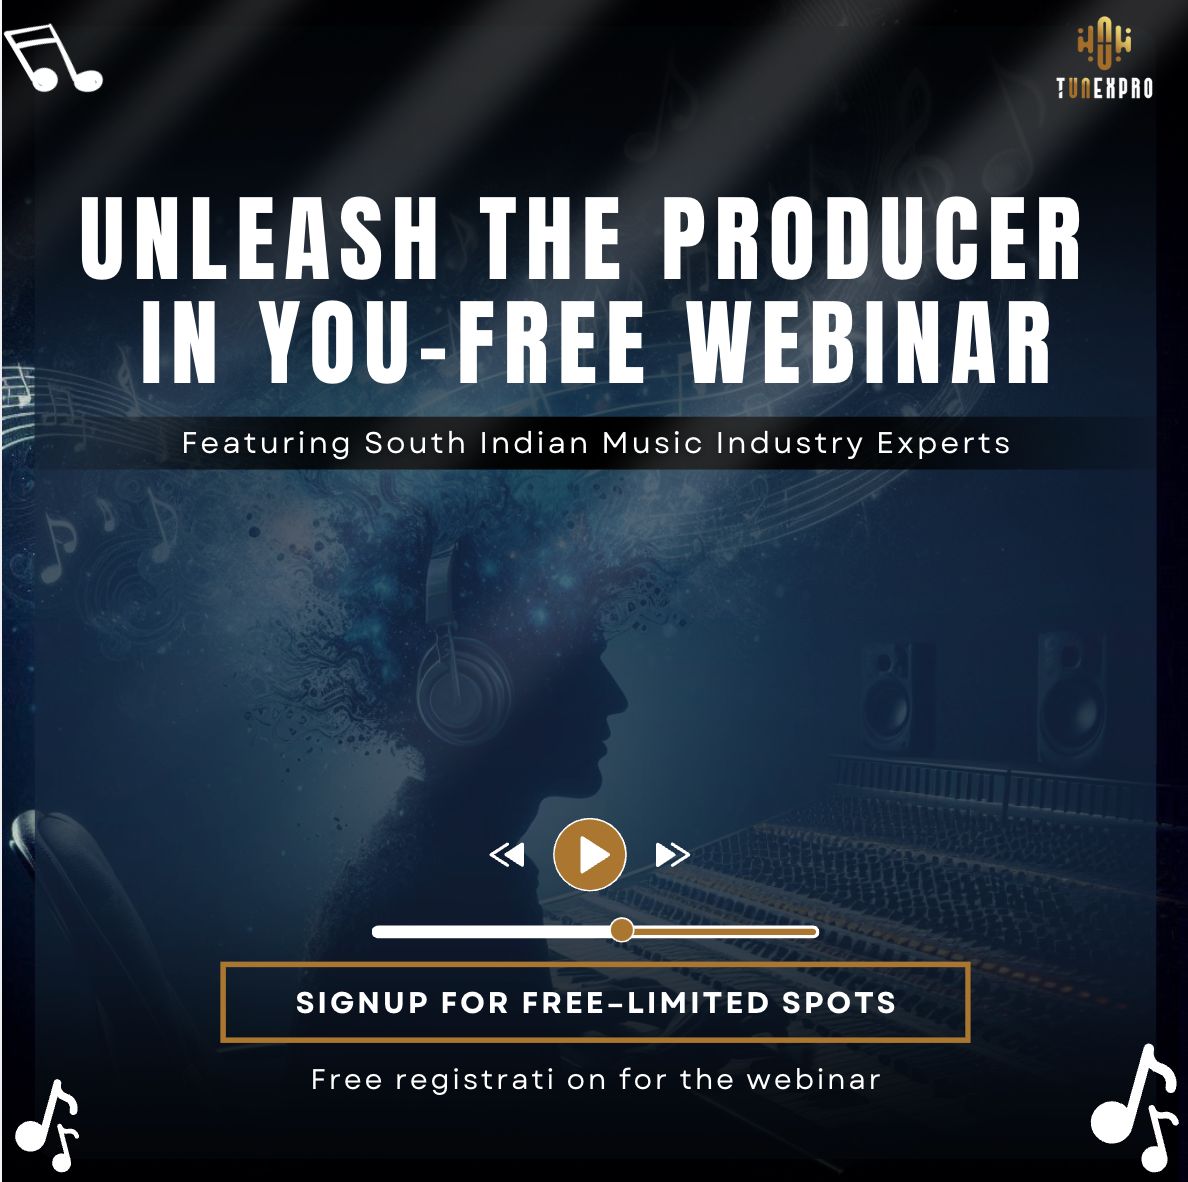 TUNEXPRO
UNLEASH THE PRODUCER
IN YOU-FREE WEBINAR
Featuring South Indian Music Industry Experts
SIGNUP FOR FREE–LIMITED SPOTS
Free registrati on for the webinar